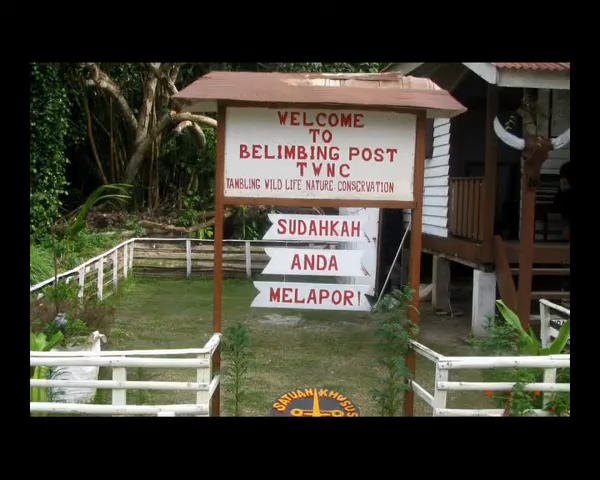 WELCOME
TO
BELIMBING POST
TWNC
TAMBLING WILD LIFE NATURE CONSERVATION
SUDAHKAH
ANDA
MELAPOR!
SATUAN KHUSUS